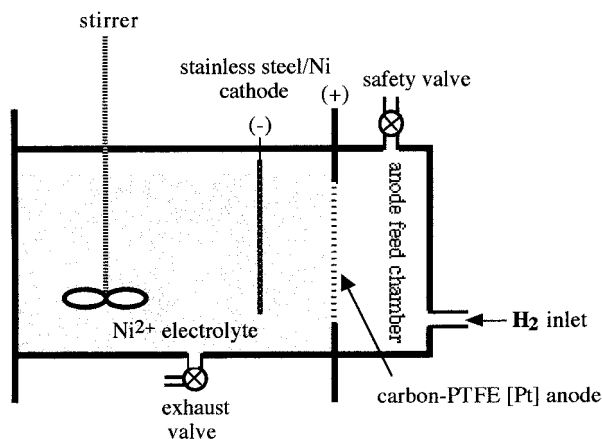 stirrer
stainless steel/Ni
cathode
(-)
(+)
safety valve
anode feed chamber
Ni²⁺ electrolyte
H₂ inlet
carbon-PTFE [Pt] anode
exhaust
valve